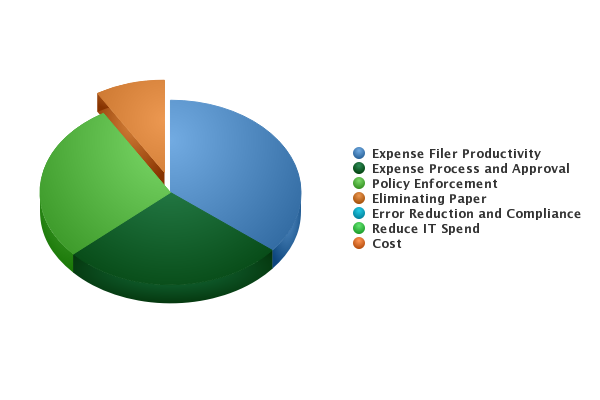 Expense Filer Productivity
Expense Process and Approval
Policy Enforcement
Eliminating Paper
Error Reduction and Compliance
Reduce IT Spend
Cost